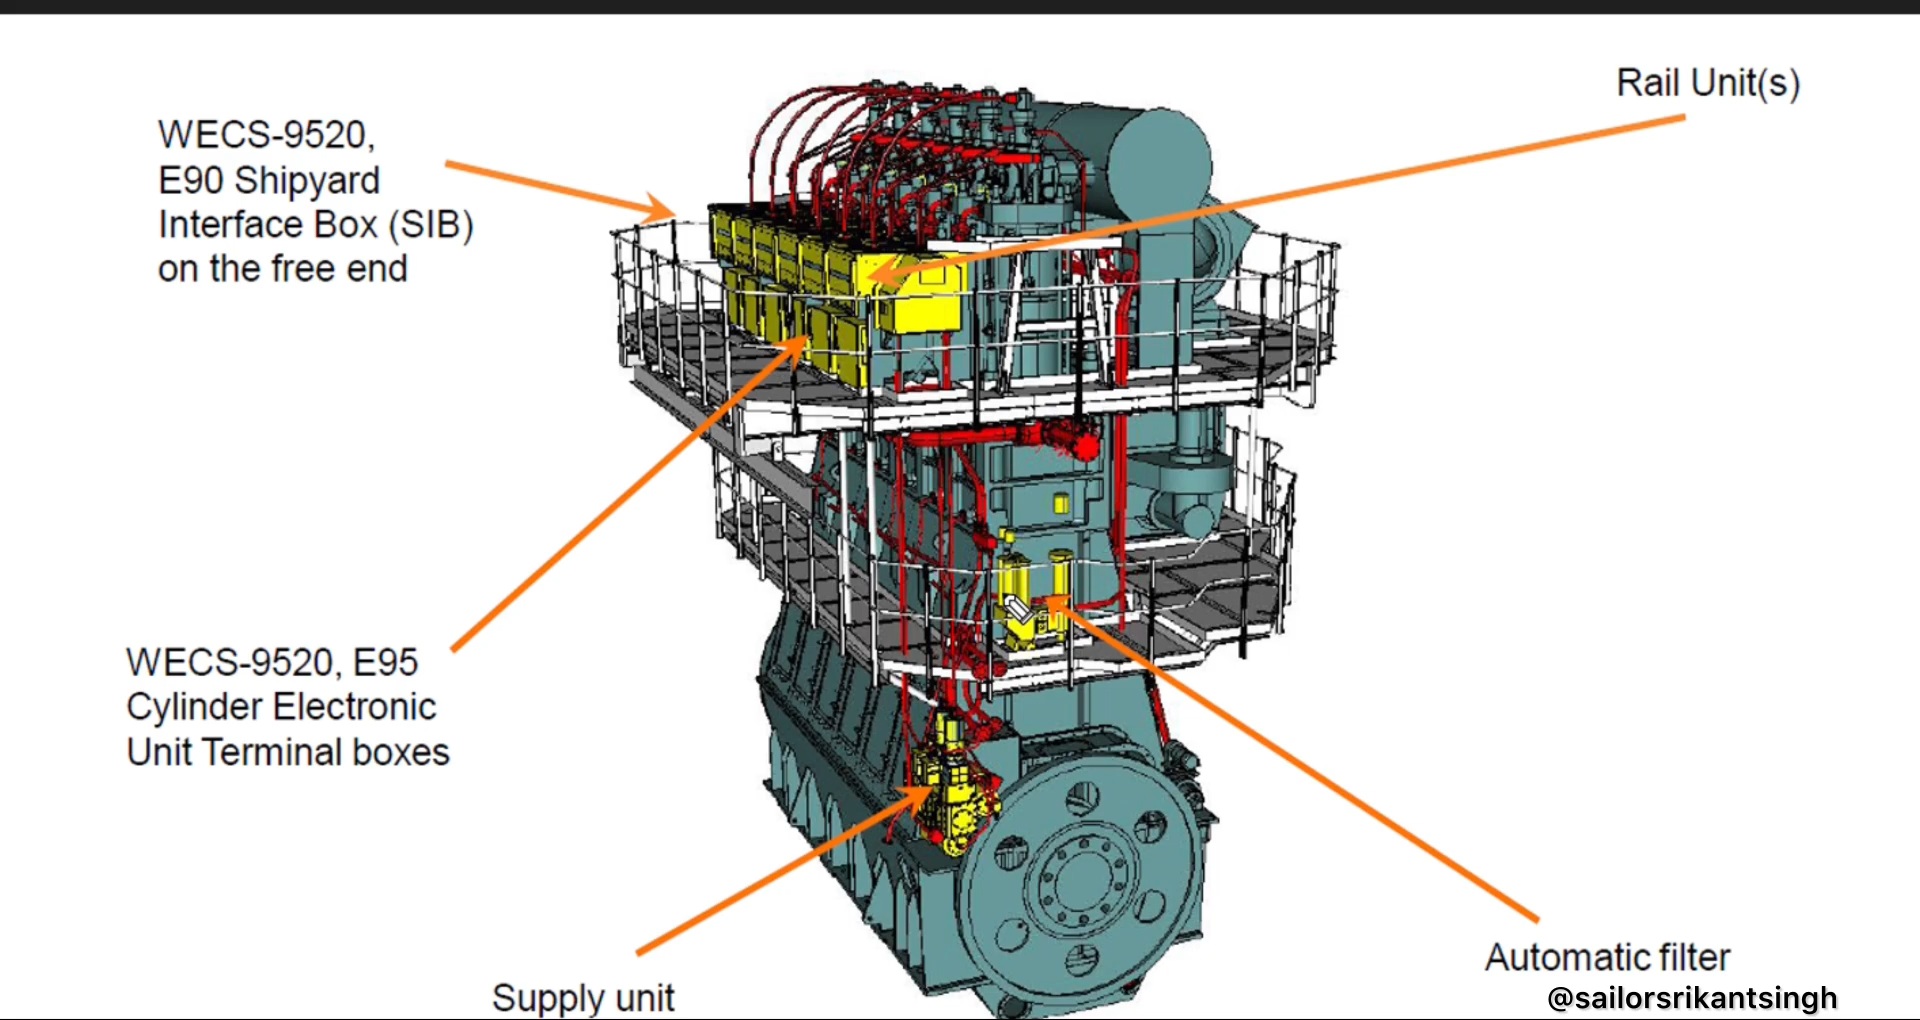 Rail Unit(s)
WECS-9520,
E90 Shipyard
Interface Box (SIB)
on the free end
WECS-9520, E95
Cylinder Electronic
Unit Terminal boxes
Supply unit
Automatic filter
@sailorsrikantsingh